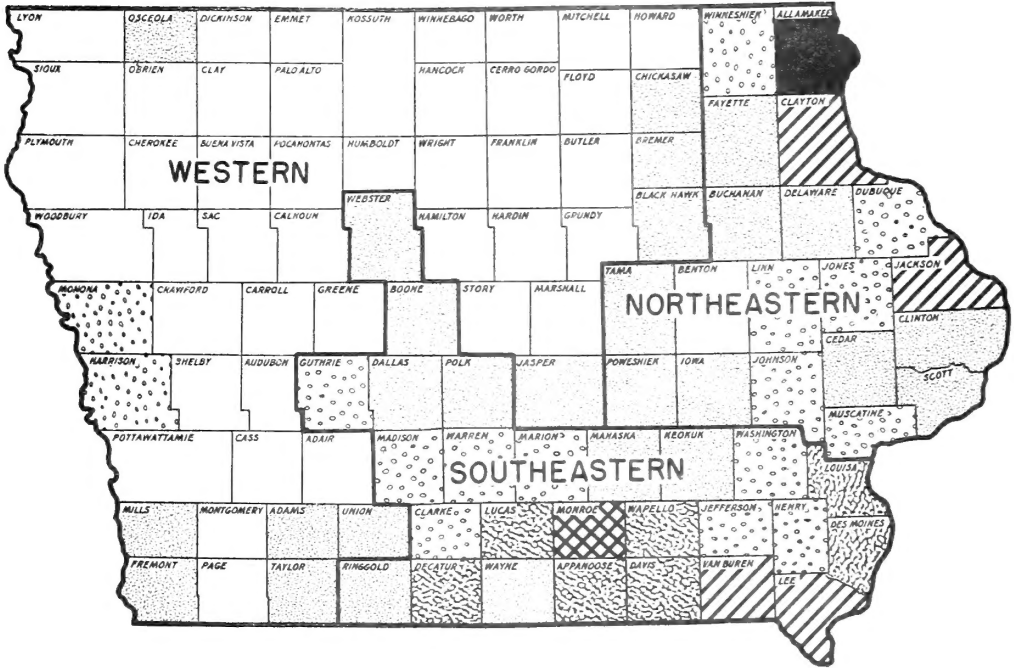 LYON OSCEOLA DICKINSON EMMET KOSSUTH WINNEBAGO WORTH MITCHELL HOWARD WINNESHIEK ALLAMAKEE
SIOUX O'BRIEN CLAY PALO ALTO HANCOCK CERRO GORDO FLOYD CHICKASAW FAYETTE CLAYTON
PLYMOUTH CHEROKEE BUENA VISTA POCAHONTAS HUMBOLDT WRIGHT FRANKLIN BUTLER BREMER
WESTERN
WOODBURY IDA SAC CALHOUN WEBSTER HAMILTON HARDIN GRUNDY BLACK HAWK BUCHANAN DELAWARE DUBUQUE
MONONA CRAWFORD CARROLL GREENE BOONE STORY MARSHALL TAMA BENTON LINN JONES JACKSON
NORTHEASTERN
CLINTON
CEDAR
HARRISON SHELBY AUDUBON GUTHRIE DALLAS POLK JASPER POWESHIEK IOWA JOHNSON SCOTT
MUSCATINE
POTTAWATTAMIE CASS ADAIR MADISON WARREN MARION MAHASKA KEOKUK WASHINGTON
SOUTHEASTERN
LOUISA
MILLS MONTGOMERY ADAMS UNION CLARKE LUCAS MONROE WAPELLO JEFFERSON HENRY DES MOINES
FREMONT PAGE TAYLOR RINGGOLD DECATUR WAYNE APPANOOSE DAVIS VAN BUREN LEE